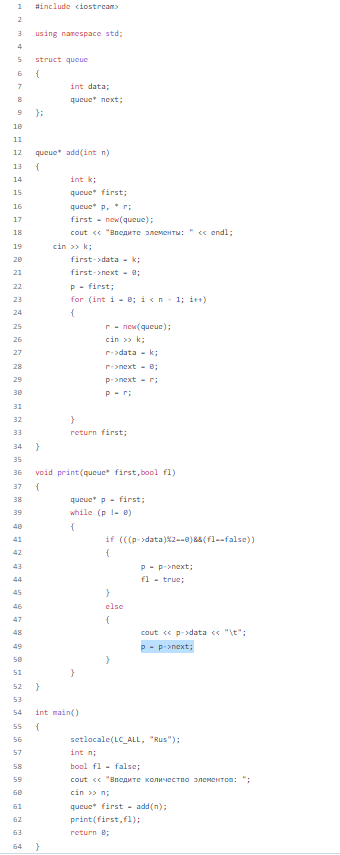 1 #include <iostream>
2
3 using namespace std;
4
5 struct queue
6 {
7 int data;
8 queue* next;
9 };
10
11
12 queue* add(int n)
13 {
14 int k;
15 queue* first;
16 queue* p, * r;
17 first = new(queue);
18 cout << "Введите элементы: " << endl;
19 cin >> k;
20 first->data = k;
21 first->next = 0;
22 p = first;
23 for (int i = 0; i < n - 1; i++)
24 {
25 r = new(queue);
26 cin >> k;
27 r->data = k;
28 r->next = 0;
29 p->next = r;
30 p = r;
31
32 }
33 return first;
34 }
35
36 void print(queue* first,bool fl)
37 {
38 queue* p = first;
39 while (p != 0)
40 {
41 if (((p->data)%2==0)&&(fl==false))
42 {
43 p = p->next;
44 fl = true;
45 }
46 else
47 {
48 cout << p->data << "\t";
49 p = p->next;
50 }
51 }
52 }
53
54 int main()
55 {
56 setlocale(LC_ALL, "Rus");
57 int n;
58 bool fl = false;
59 cout << "Введите количество элементов: ";
60 cin >> n;
61 queue* first = add(n);
62 print(first,fl);
63 return 0;
64 }